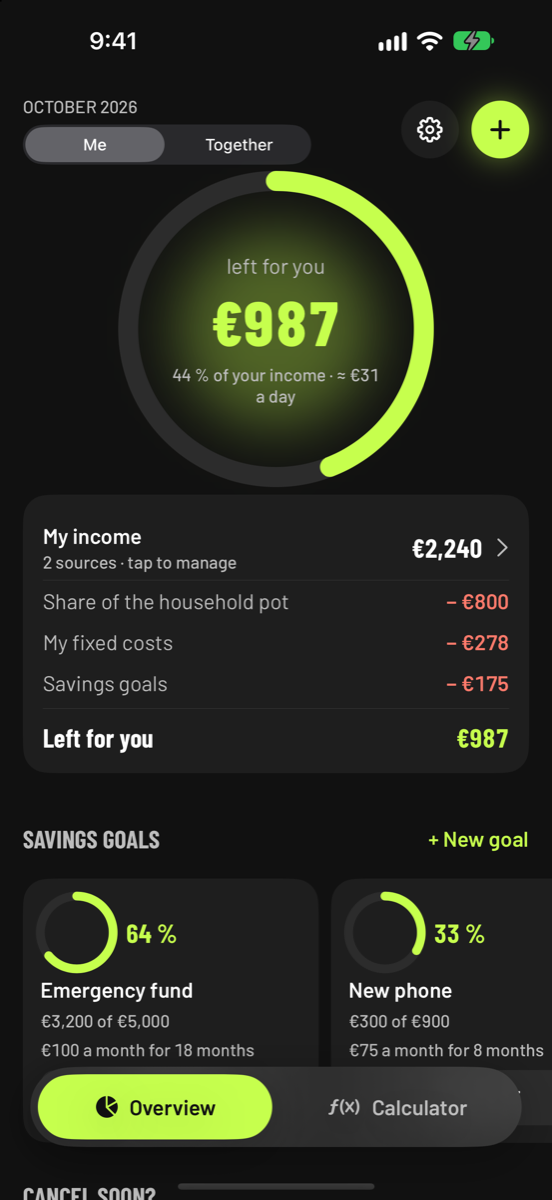 9:41
OCTOBER 2026
Me
Together
left for you
€987
44 % of your income · ≈ €31
a day
My income
€2,240
2 sources · tap to manage
Share of the household pot
− €800
My fixed costs
− €278
Savings goals
− €175
Left for you
€987
SAVINGS GOALS
+ New goal
64 %
Emergency fund
€3,200 of €5,000
€100 a month for 18 months
33 %
New phone
€300 of €900
€75 a month for 8 months
Overview
f(x) Calculator
CANCEL SOON?